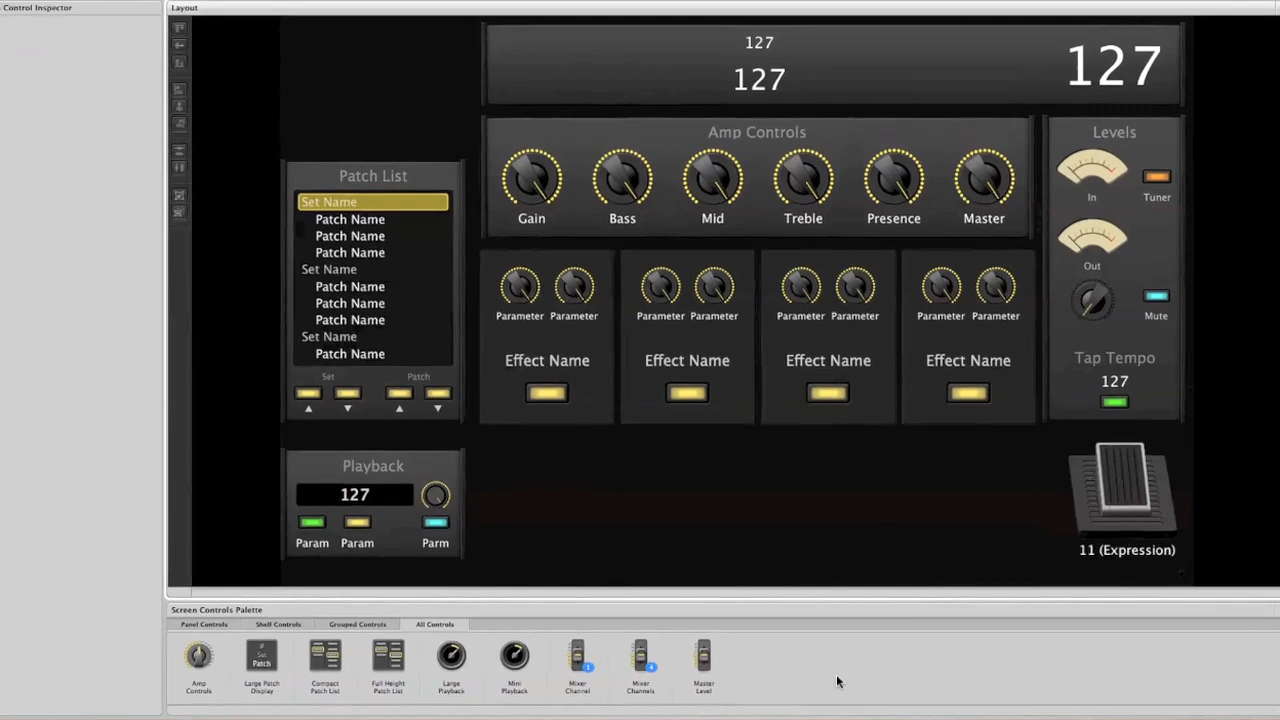 Control Inspector
Layout
127
127
127
Amp Controls
Gain
Bass
Mid
Treble
Presence
Master
Levels
In
Tuner
Out
Mute
Tap Tempo
127
Patch List
Set Name
Patch Name
Patch Name
Patch Name
Set Name
Patch Name
Patch Name
Patch Name
Set Name
Patch Name
Set
Patch
Parameter Parameter
Effect Name
Parameter Parameter
Effect Name
Parameter Parameter
Effect Name
Parameter Parameter
Effect Name
Playback
127
Param
Param
Parm
11 (Expression)
Screen Controls Palette
Panel Controls
Shell Controls
Grouped Controls
All Controls
Amp
Controls
#
Set
Patch
Large Patch
Display
Compact
Patch List
Full Height
Patch List
Large
Playback
Mini
Playback
1
Mixer
Channel
4
Mixer
Channels
Master
Level